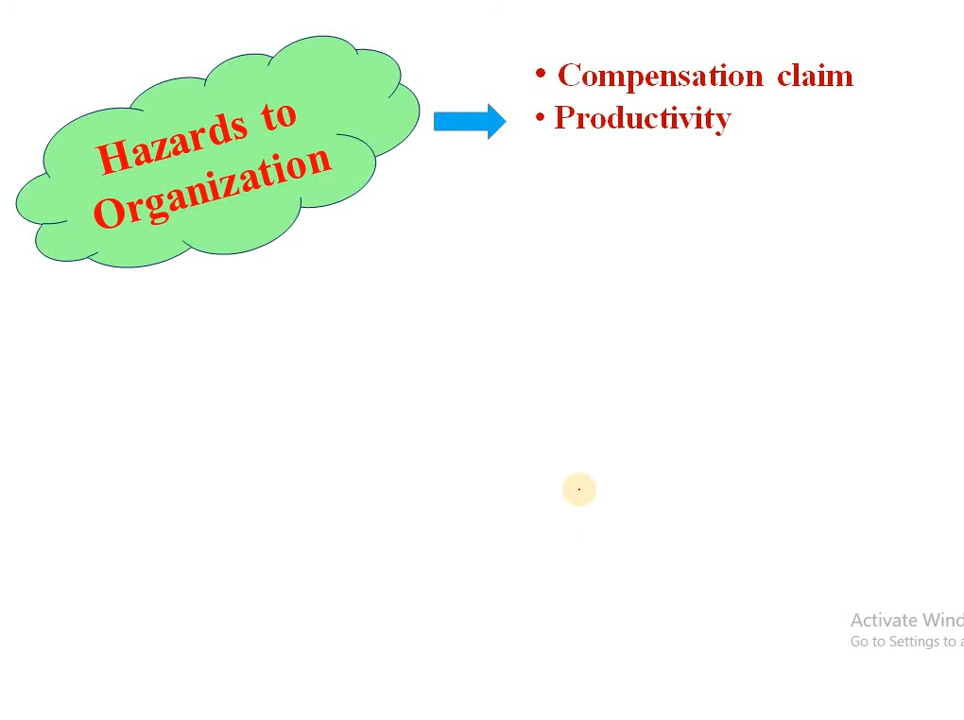 Hazards to
Organization
• Compensation claim
• Productivity
Activate Wind
Go to Settings to a